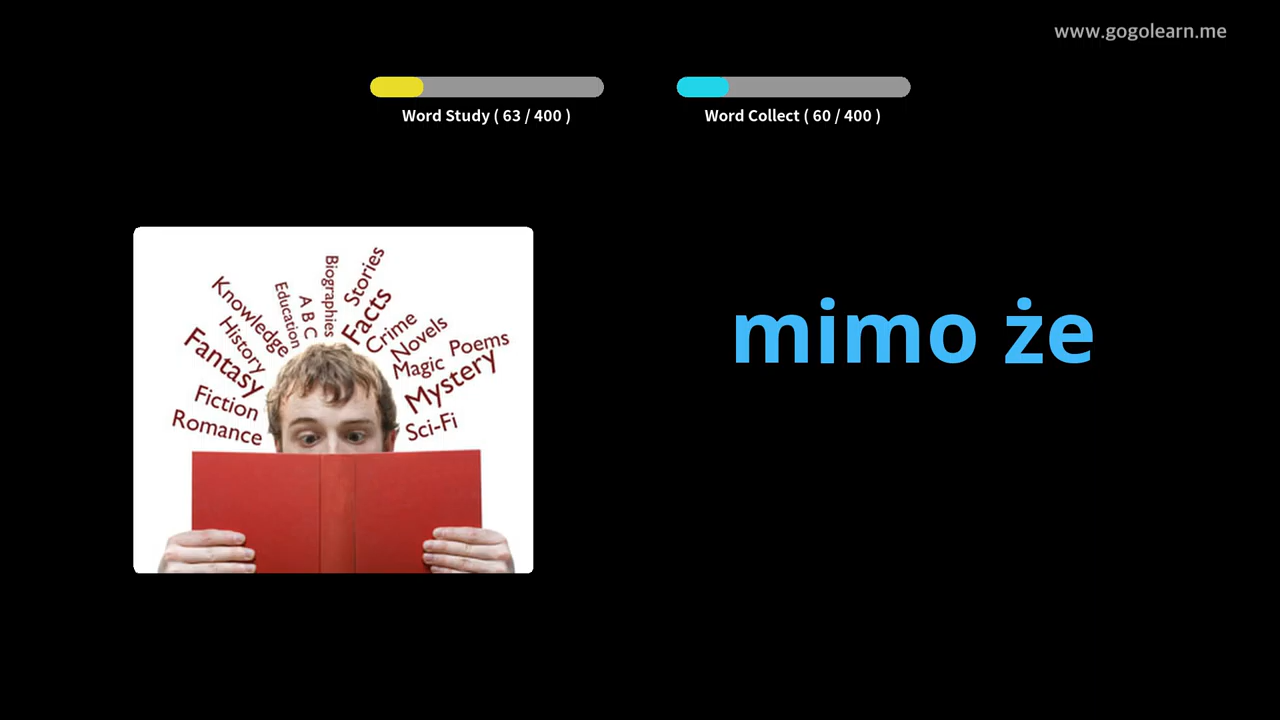 www.gogolearn.me
Word Study ( 63 / 400 )
Word Collect ( 60 / 400 )
Romance
Fiction
Fantasy
History
Knowledge
Education
A B C
Biographies
Stories
Facts
Crime
Novels
Magic
Poems
Mystery
Sci-Fi
mimo że